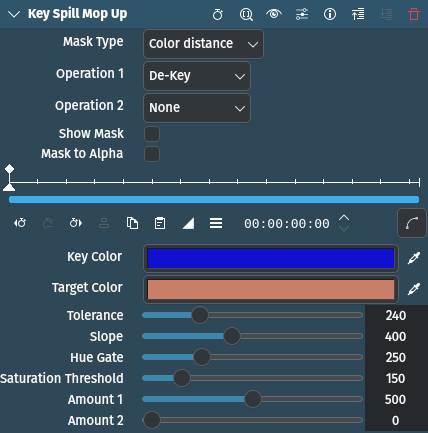 Key Spill Mop Up
Mask Type Color distance
Operation 1 De-Key
Operation 2 None
Show Mask
Mask to Alpha
00:00:00:00
Key Color
Target Color
Tolerance 240
Slope 400
Hue Gate 250
Saturation Threshold 150
Amount 1 500
Amount 2 0